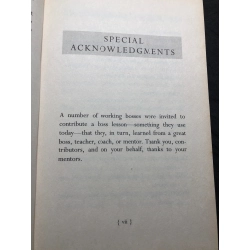 SPECIAL
ACKNOWLEDGMENTS
A number of working bosses were invited to
contribute a boss lesson—something they use
today—that they, in turn, learned from a great
boss, teacher, coach, or mentor. Thank you, con-
tributors, and on your behalf, thanks to your
mentors.